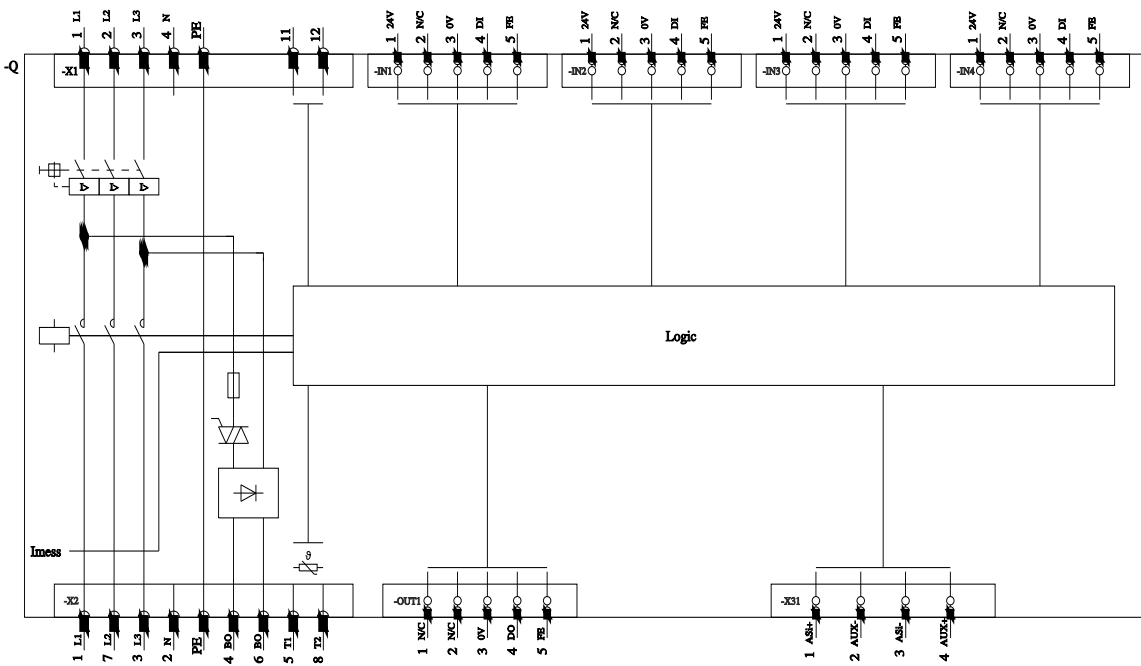 1 L1
2 L2
3 L3
4 N
PE
11
12
1 24V
2 N/C
3 0V
4 DI
5 FE
1 24V
2 N/C
3 0V
4 DI
5 FE
1 24V
2 N/C
3 0V
4 DI
5 FE
1 24V
2 N/C
3 0V
4 DI
5 FE
-Q
-X1
-IN1
-IN2
-IN3
-IN4
Logic
Imess
ϑ
-X2
-OUT1
-X31
1 L1
7 L2
3 L3
2 N
PE
4 BO
6 BO
5 T1
8 T2
1 N/C
2 N/C
3 0V
4 DO
5 FE
1 ASi+
2 AUX-
3 ASi-
4 AUX+